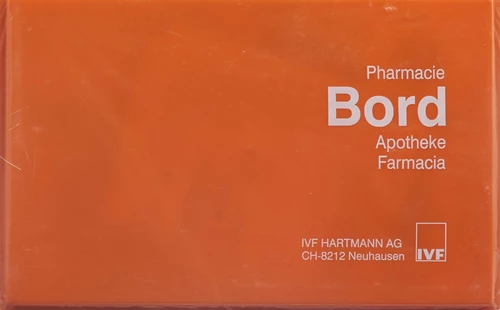 Pharmacie
Bord
Apotheke
Farmacia
IVF HARTMANN AG
CH-8212 Neuhausen
IVF